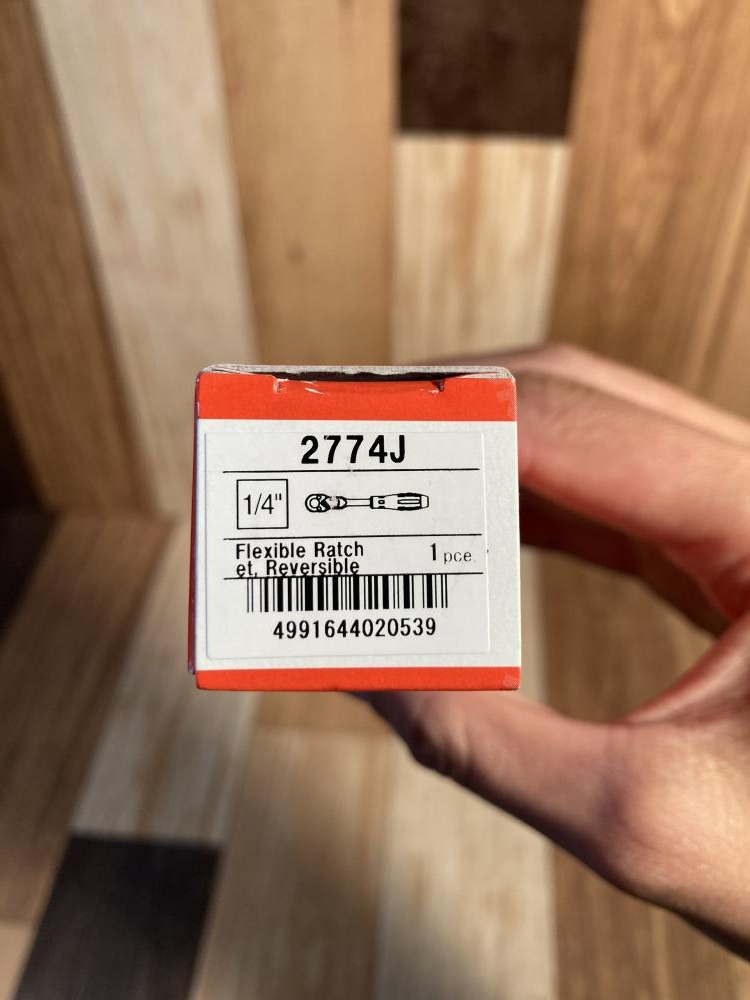 2774J
1/4"
Flexible Ratch
et, Reversible
1 pce.
4991644020539